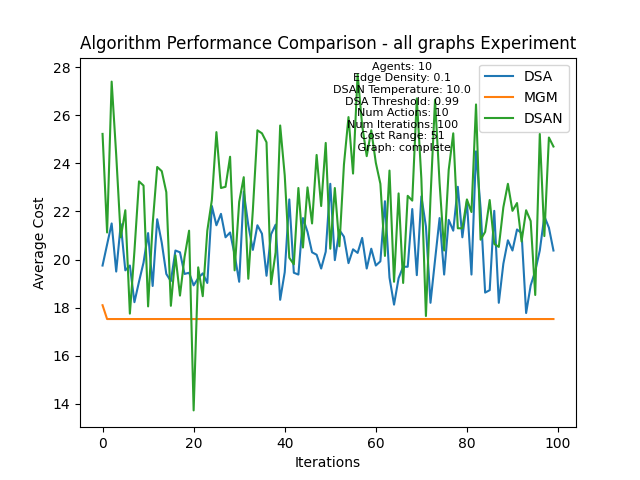 Algorithm Performance Comparison - all graphs Experiment
Agents: 10
Edge Density: 0.1
DSAN Temperature: 10.0
DSA Threshold: 0.99
Num Actions: 10
Num Iterations: 100
Cost Range: 51
Graph: complete
DSA
MGM
DSAN
Average Cost
28
26
24
22
20
18
16
14
0 20 40 60 80 100
Iterations